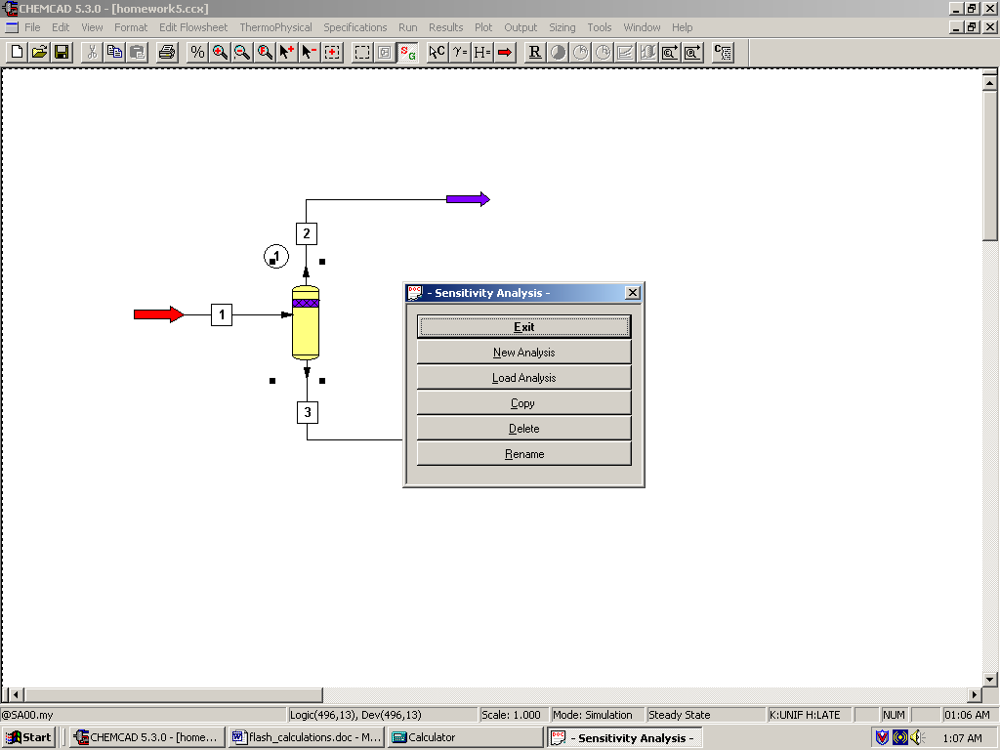 CHEMCAD 5.3.0 - [homework5.ccx]
File Edit View Format Edit Flowsheet ThermoPhysical Specifications Run Results Plot Output Sizing Tools Window Help
% S G C γ= H= R C
2
1
1
3
DOC - Sensitivity Analysis -
Exit
New Analysis
Load Analysis
Copy
Delete
Rename
@SA00.my Logic(496,13), Dev(496,13) Scale: 1.000 Mode: Simulation Steady State K:UNIF H:LATE NUM 01:06 AM
Start CHEMCAD 5.3.0 - [home... flash_calculations.doc - M... Calculator DOC - Sensitivity Analysis - 1:07 AM